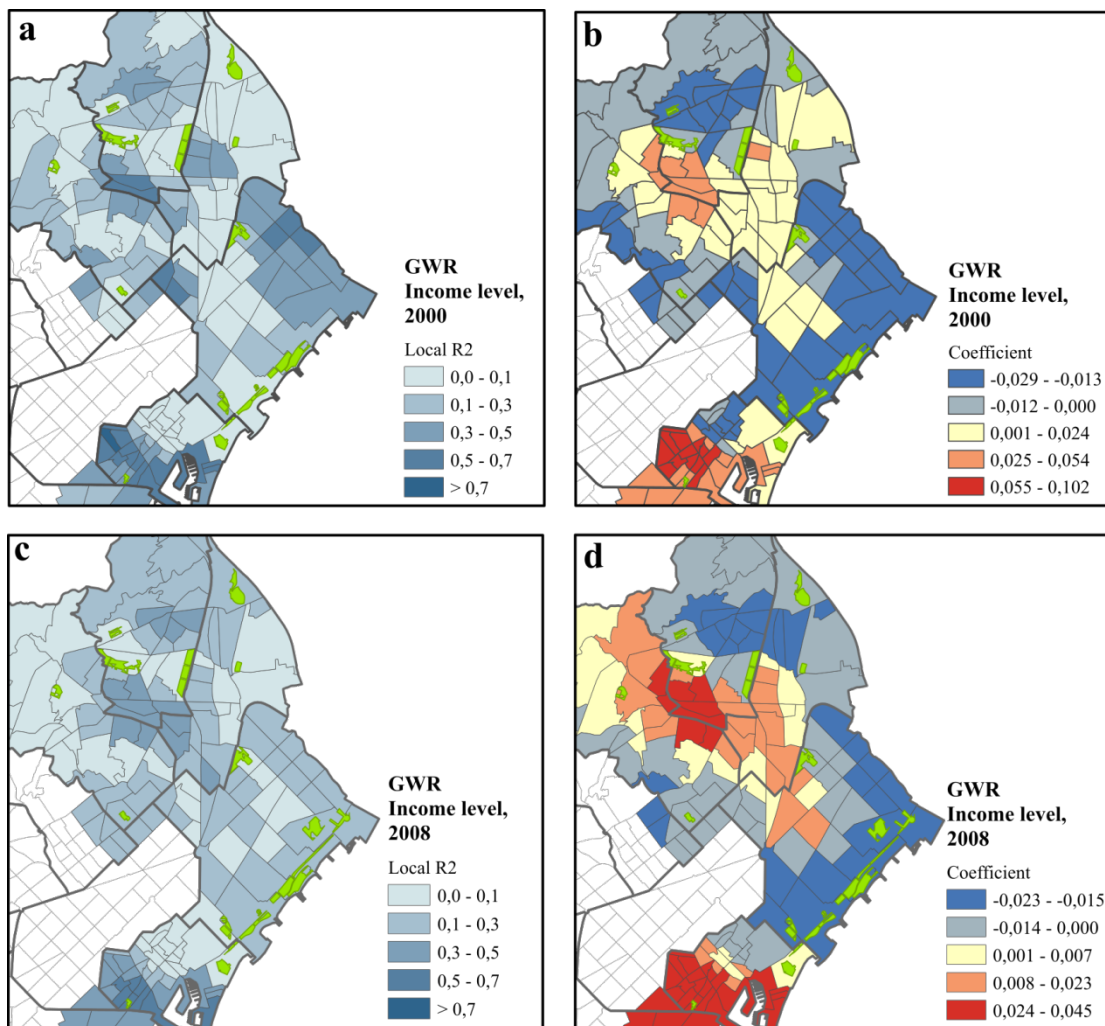 a
GWR
Income level,
2000
Local R2
0,0 - 0,1
0,1 - 0,3
0,3 - 0,5
0,5 - 0,7
> 0,7
b
GWR
Income level,
2000
Coefficient
-0,029 - -0,013
-0,012 - 0,000
0,001 - 0,024
0,025 - 0,054
0,055 - 0,102
c
GWR
Income level,
2008
Local R2
0,0 - 0,1
0,1 - 0,3
0,3 - 0,5
0,5 - 0,7
> 0,7
d
GWR
Income level,
2008
Coefficient
-0,023 - -0,015
-0,014 - 0,000
0,001 - 0,007
0,008 - 0,023
0,024 - 0,045